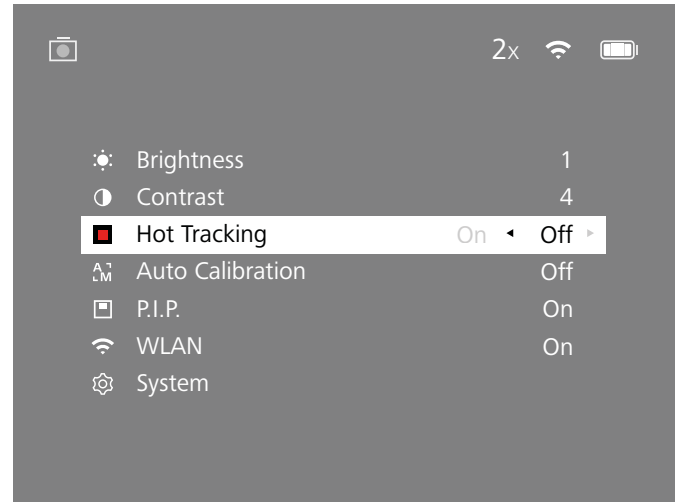 2x
Brightness 1
Contrast 4
Hot Tracking On Off
A M Auto Calibration Off
P.I.P. On
WLAN On
System